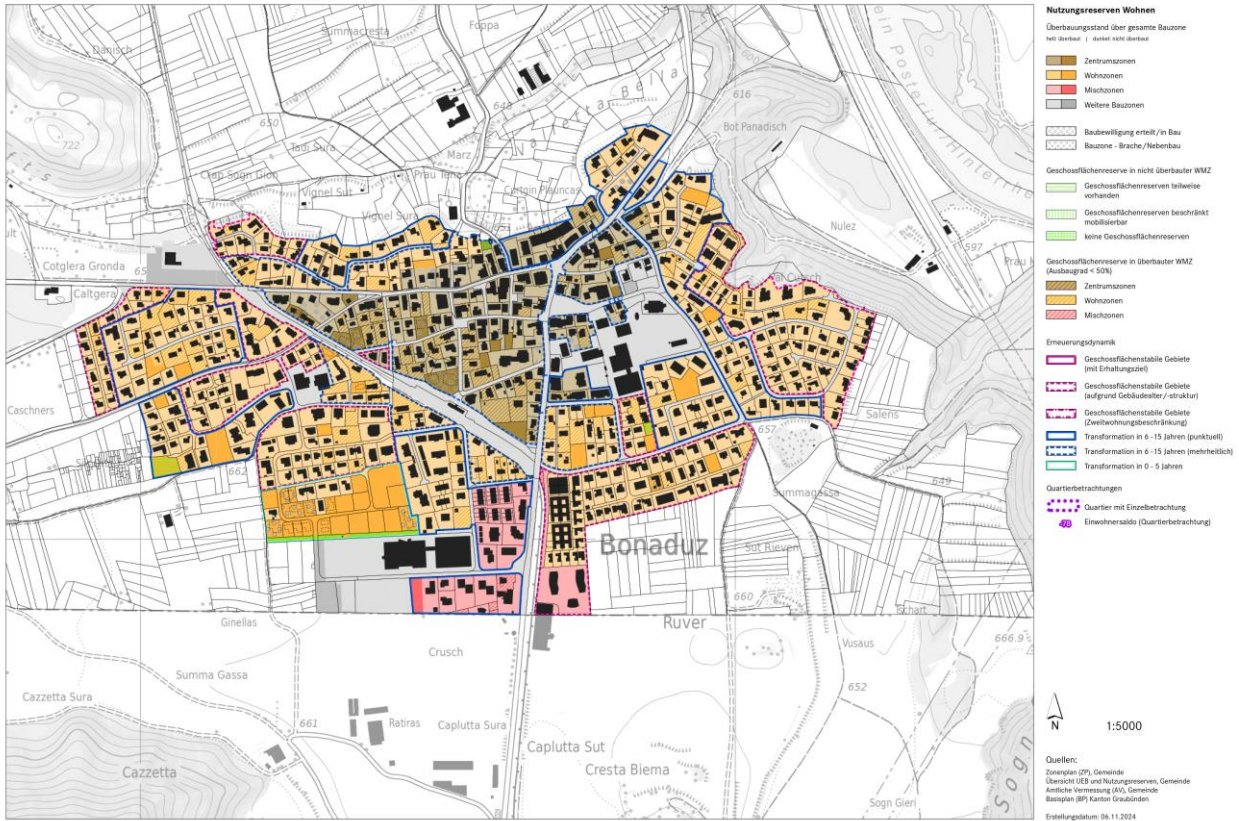 Danisch
Summacresta
Foppa
Tabi Sura
Marz
Bot Panadisch
616
600
648
650
722
Crap Sogn Gion
Vignel Sut
Prau Tena
Curtgin Plauncas
Vignel Sura
651
Nulez
597
Cotglera Gronda
Caltgera
Caschners
662
Salens
657
649
Summagassa
Bonaduz
Sut Rieven
660
Ischart
Ginellas
Ruver
Vusaus
666.9
Crusch
Summa Gassa
652
Cazzetta Sura
661
Ratiras
Caplutta Sura
Caplutta Sut
Cresta Biema
Cazzetta
Sogn Gieri
Sogn
Nutzungsreserven Wohnen
Überbauungsstand über gesamte Bauzone
hell: überbaut | dunkel: nicht überbaut
Zentrumszonen
Wohnzonen
Mischzonen
Weitere Bauzonen
Baubewilligung erteilt/in Bau
Bauzone - Brache/Nebenbau
Geschossflächenreserve in nicht überbauter WMZ
Geschossflächenreserven teilweise
vorhanden
Geschossflächenreserven beschränkt
mobilisierbar
keine Geschossflächenreserven
Geschossflächenreserve in überbauter WMZ
(Ausbaugrad < 50%)
Zentrumszonen
Wohnzonen
Mischzonen
Erneuerungsdynamik
Geschossflächenstabile Gebiete
(mit Erhaltungsziel)
Geschossflächenstabile Gebiete
(aufgrund Gebäudealter/-struktur)
Geschossflächenstabile Gebiete
(Zweitwohnungsbeschränkung)
Transformation in 6 -15 Jahren (punktuell)
Transformation in 6 -15 Jahren (mehrheitlich)
Transformation in 0 - 5 Jahren
Quartierbetrachtungen
Quartier mit Einzelbetrachtung
Einwohnersaldo (Quartierbetrachtung)
N
1:5000
Quellen:
Zonenplan (ZP), Gemeinde
Übersicht UEB und Nutzungsreserven, Gemeinde
Amtliche Vermessung (AV), Gemeinde
Basisplan (BP) Kanton Graubünden
Erstellungsdatum: 06.11.2024